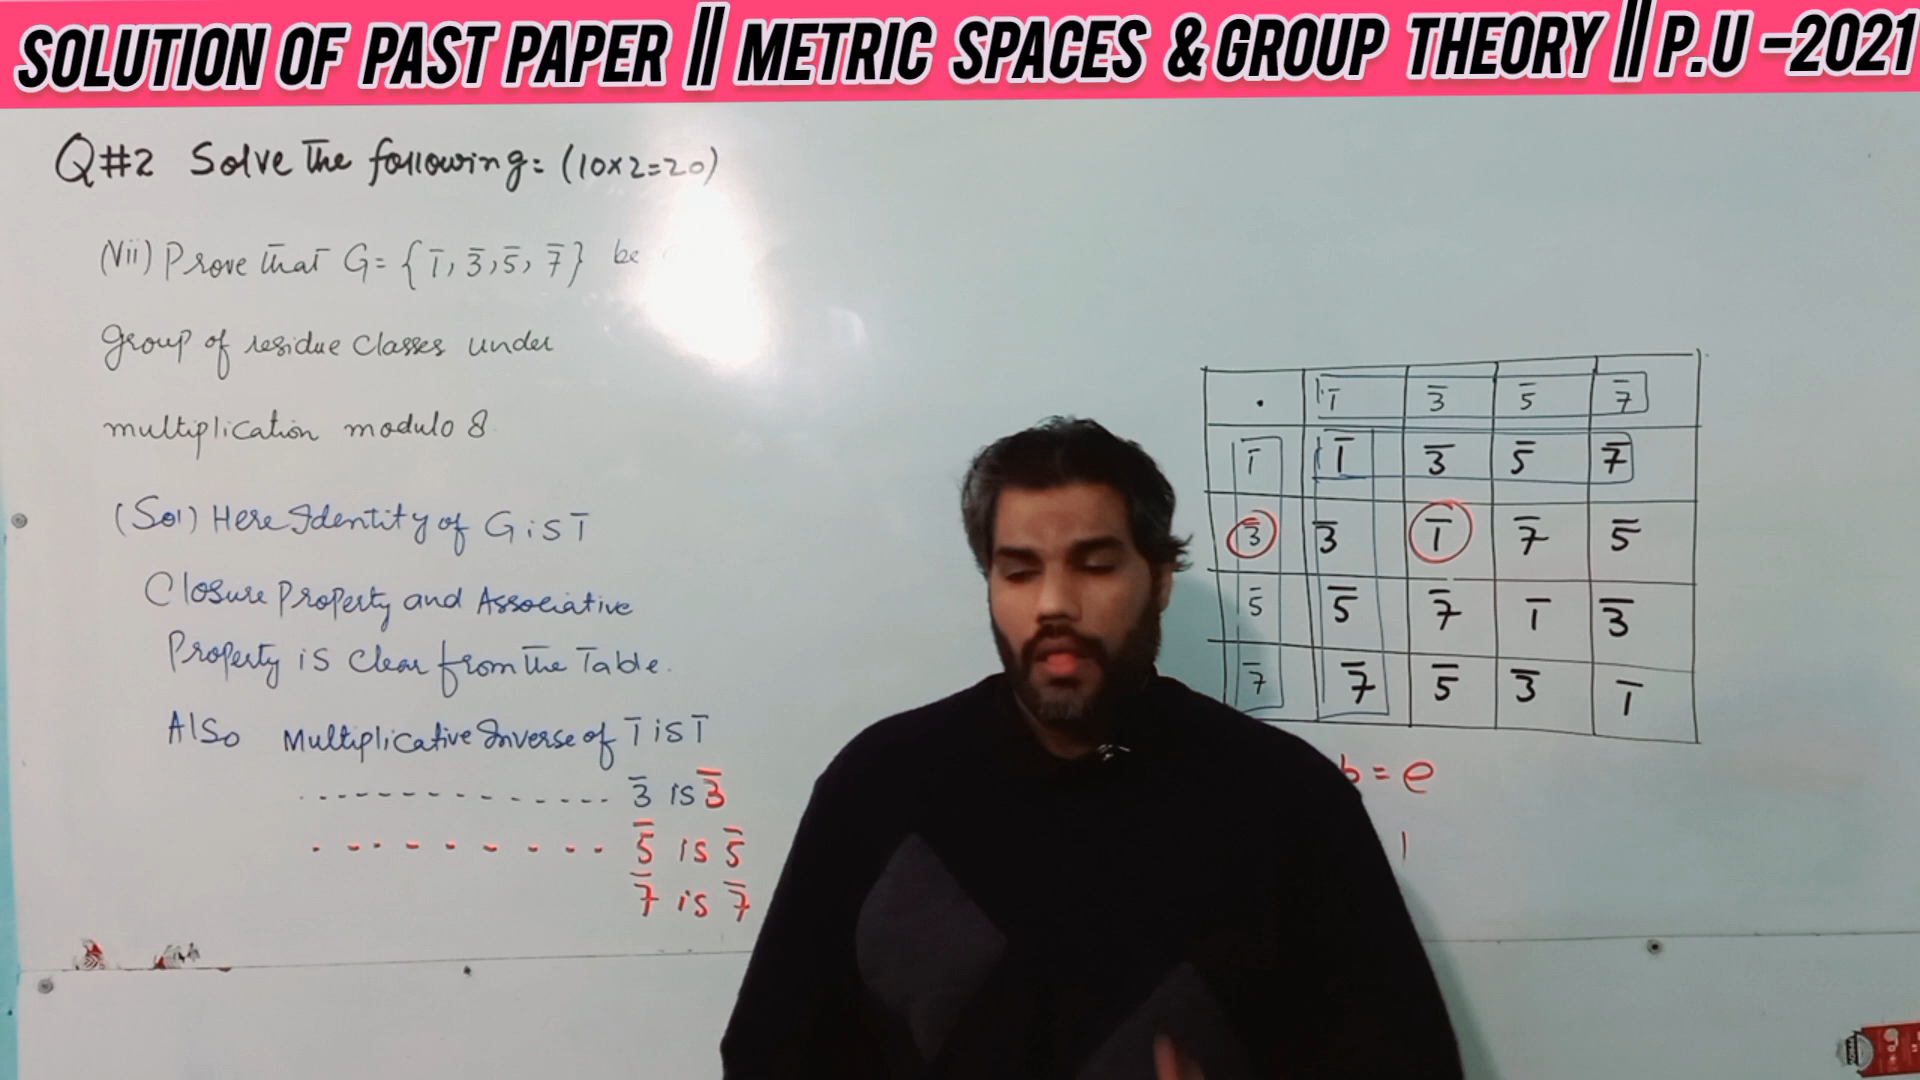 SOLUTION OF PAST PAPER || METRIC SPACES & GROUP THEORY || P.U -2021
Q#2 Solve the following: (10×2=20)
(Vii) Prove that G= {1̅, 3̅, 5̅, 7̅} be
group of residue classes under
multiplication modulo 8
(Sol) Here Identity of G is 1̅
Closure Property and Associative
Property is Clear from the Table.
Also Multiplicative Inverse of 1̅ is 1̅
.............. 3̅ is 3̅
.......... 5̅ is 5̅
7̅ is 7̅
. 1̅ 3̅ 5̅ 7̅
1̅ 1̅ 3̅ 5̅ 7̅
3̅ 3̅ 1̅ 7̅ 5̅
5̅ 5̅ 7̅ 1̅ 3̅
7̅ 7̅ 5̅ 3̅ 1̅
b = e